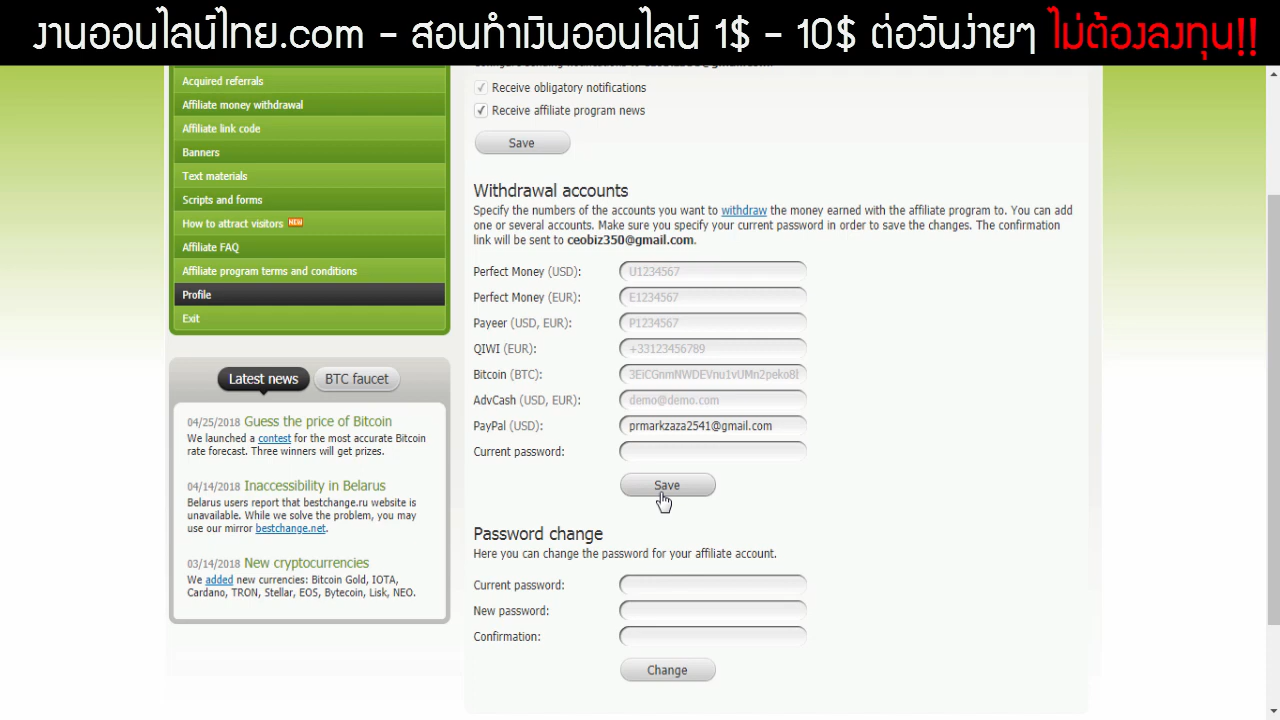 งานออนไลน์ไทย.com - สอนทำเงินออนไลน์ 1$ - 10$ ต่อวันง่ายๆ ไม่ต้องลงทุน!!
Acquired referrals
Affiliate money withdrawal
Affiliate link code
Banners
Text materials
Scripts and forms
How to attract visitors NEW
Affiliate FAQ
Affiliate program terms and conditions
Profile
Exit
Latest news BTC faucet
04/25/2018 Guess the price of Bitcoin
We launched a contest for the most accurate Bitcoin
rate forecast. Three winners will get prizes.
04/14/2018 Inaccessibility in Belarus
Belarus users report that bestchange.ru website is
unavailable. While we solve the problem, you may
use our mirror bestchange.net.
03/14/2018 New cryptocurrencies
We added new currencies: Bitcoin Gold, IOTA,
Cardano, TRON, Stellar, EOS, Bytecoin, Lisk, NEO.
Receive obligatory notifications
Receive affiliate program news
Save
Withdrawal accounts
Specify the numbers of the accounts you want to withdraw the money earned with the affiliate program to. You can add
one or several accounts. Make sure you specify your current password in order to save the changes. The confirmation
link will be sent to ceobiz350@gmail.com.
Perfect Money (USD): U1234567
Perfect Money (EUR): E1234567
Payeer (USD, EUR): P1234567
QIWI (EUR): +33123456789
Bitcoin (BTC): 3EiCGnmNWDEVnu1vUMn2peko8
AdvCash (USD, EUR): demo@demo.com
PayPal (USD): prmarkzaza2541@gmail.com
Current password:
Save
Password change
Here you can change the password for your affiliate account.
Current password:
New password:
Confirmation:
Change